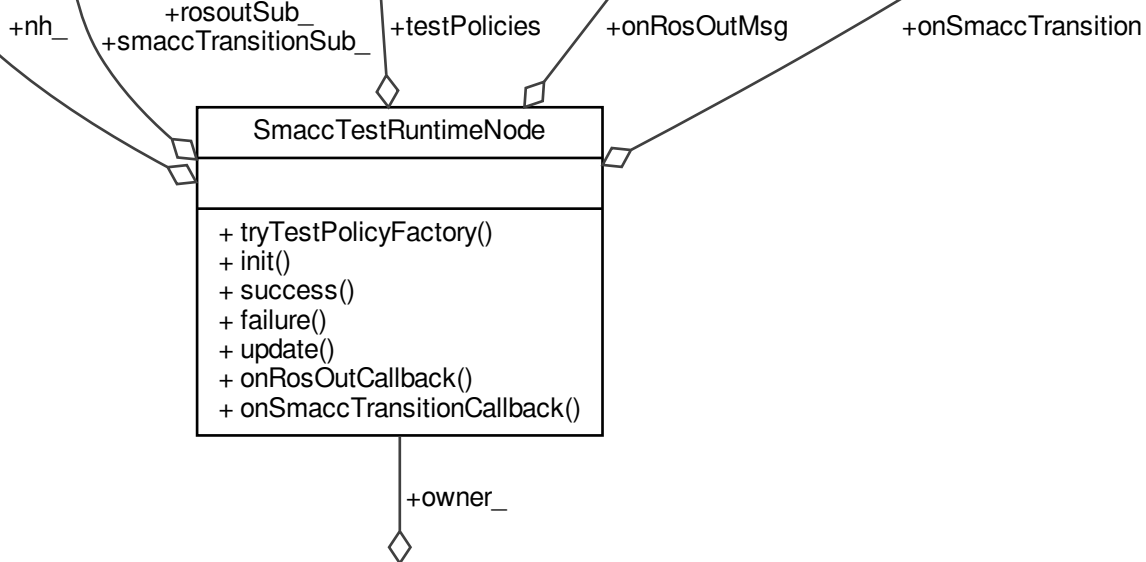 +rosoutSub_
+nh_
+smaccTransitionSub_
+testPolicies
+onRosOutMsg
+onSmaccTransition
SmaccTestRuntimeNode
+ tryTestPolicyFactory()
+ init()
+ success()
+ failure()
+ update()
+ onRosOutCallback()
+ onSmaccTransitionCallback()
+owner_